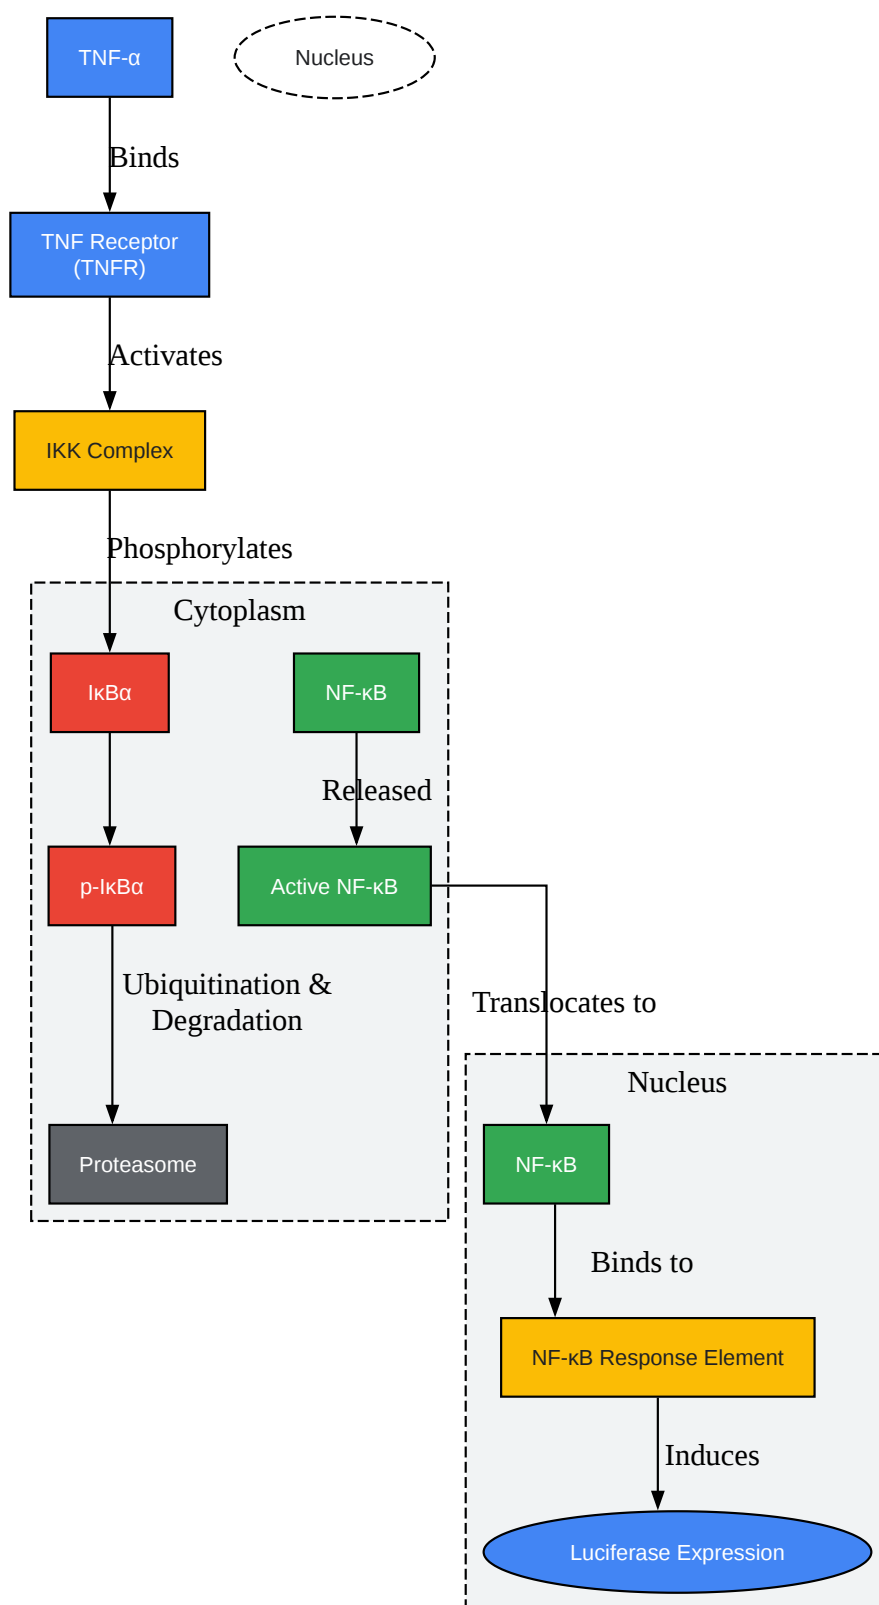 TNF-α
Nucleus
Binds
TNF Receptor
(TNFR)
Activates
IKK Complex
Phosphorylates
Cytoplasm
IκBα
NF-κB
Released
p-IκBα
Active NF-κB
Ubiquitination &
Degradation
Translocates to
Nucleus
Proteasome
NF-κB
Binds to
NF-κB Response Element
Induces
Luciferase Expression